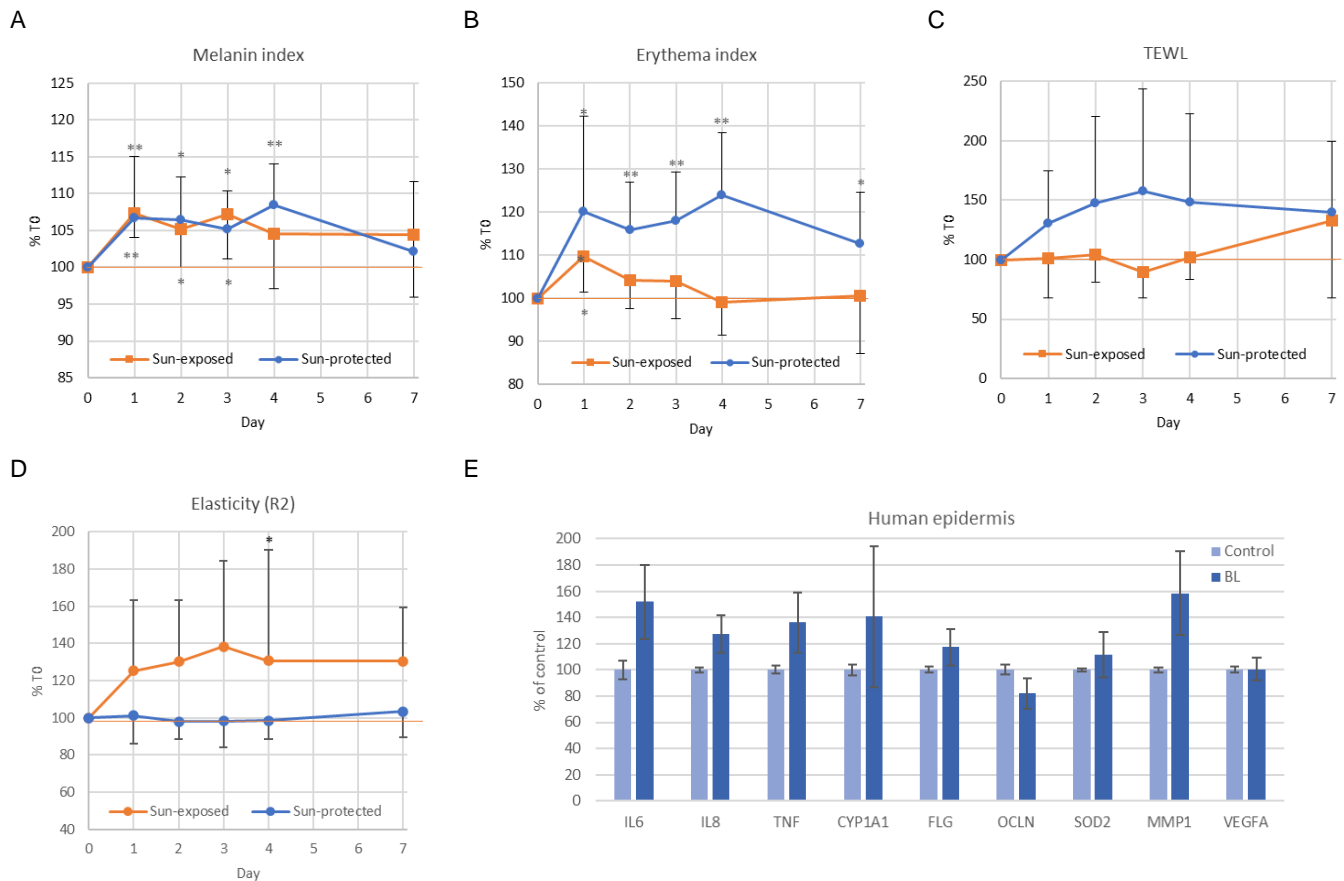 A
Melanin index
125
120
115
110
105
100
95
90
85
% T0
** * * **
** * *
Sun-exposed Sun-protected
0 1 2 3 4 5 6 7
Day
B
Erythema index
150
140
130
120
110
100
90
80
% T0
* ** ** ** *
*
*
Sun-exposed Sun-protected
0 1 2 3 4 5 6 7
Day
C
TEWL
250
200
150
100
50
0
% T0
Sun-exposed Sun-protected
0 1 2 3 4 5 6 7
Day
D
Elasticity (R2)
200
180
160
140
120
100
80
60
40
% T0
*
Sun-exposed Sun-protected
0 1 2 3 4 5 6 7
Day
E
Human epidermis
200
180
160
140
120
100
80
60
40
20
0
% of control
Control
BL
IL6 IL8 TNF CYP1A1 FLG OCLN SOD2 MMP1 VEGFA